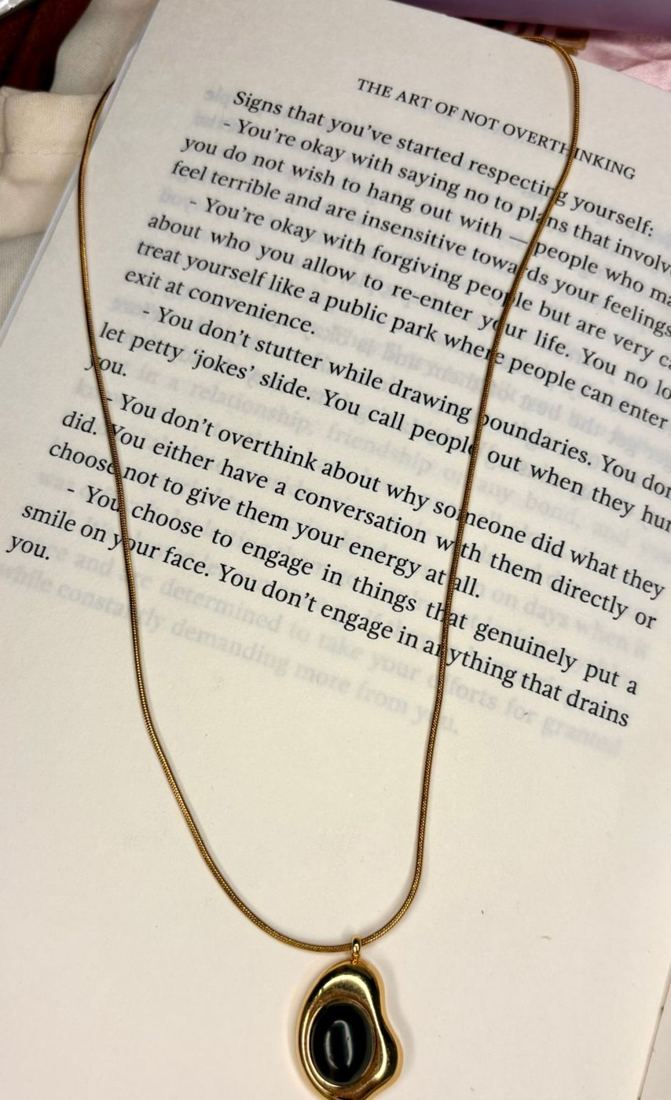 THE ART OF NOT OVERTHINKING
Signs that you've started respecting yourself:
- You're okay with saying no to plans that involv
you do not wish to hang out with — people who ma
feel terrible and are insensitive towards your feelings
- You're okay with forgiving people but are very ca
about who you allow to re-enter your life. You no lo
treat yourself like a public park where people can enter
exit at convenience.
- You don't stutter while drawing boundaries. You don
let petty 'jokes' slide. You call people out when they hur
you.
- You don't overthink about why someone did what they
did. You either have a conversation with them directly or
choose not to give them your energy at all.
- You choose to engage in things that genuinely put a
smile on your face. You don't engage in anything that drains
you.